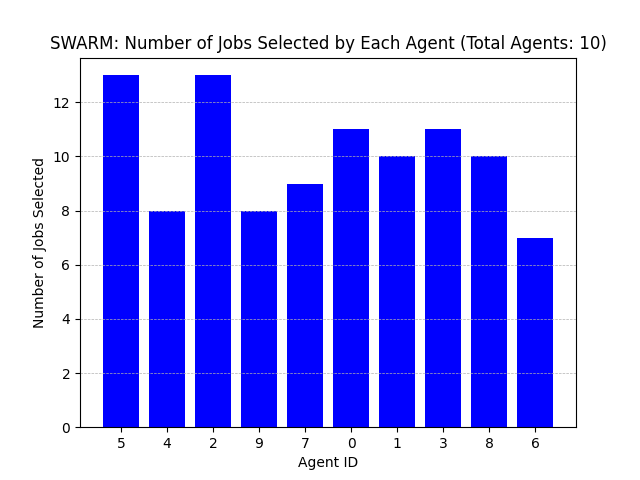 SWARM: Number of Jobs Selected by Each Agent (Total Agents: 10)
Number of Jobs Selected
12
10
8
6
4
2
0
5 4 2 9 7 0 1 3 8 6
Agent ID